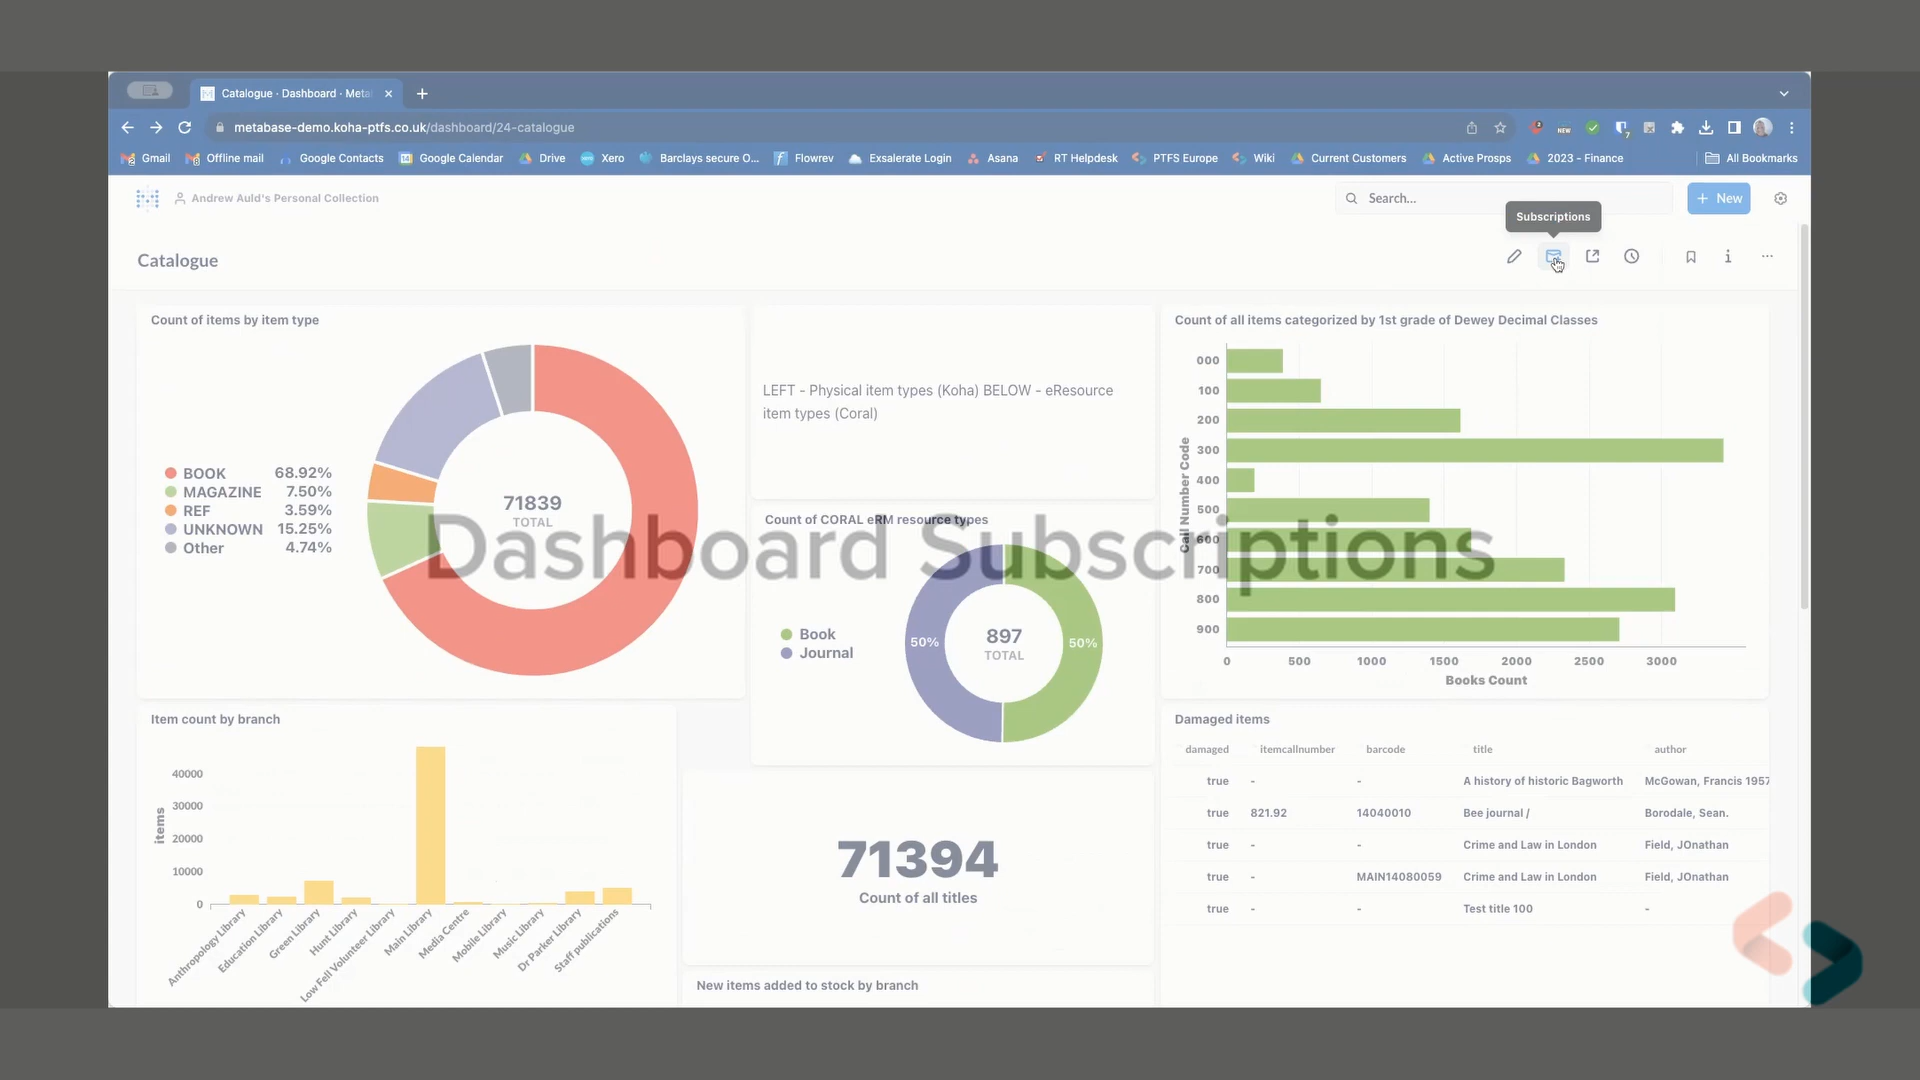 Catalogue · Dashboard · Meta
metabase-demo.koha-ptfs.co.uk/dashboard/24-catalogue
NEW
7
Gmail Offline mail Google Contacts Google Calendar Drive Xero Barclays secure O... Flowrev Exsalerate Login Asana RT Helpdesk PTFS Europe Wiki Current Customers Active Prosps 2023 - Finance All Bookmarks
Andrew Auld's Personal Collection
Search...
+ New
Subscriptions
Catalogue
Count of items by item type
BOOK 68.92%
MAGAZINE 7.50%
REF 3.59%
UNKNOWN 15.25%
Other 4.74%
71839
TOTAL
LEFT - Physical item types (Koha) BELOW - eResource
item types (Coral)
Count of CORAL eRM resource types
Book
Journal
50%
897
TOTAL
50%
Count of all items categorized by 1st grade of Dewey Decimal Classes
Call Number Code
000
100
200
300
400
500
600
700
800
900
0 500 1000 1500 2000 2500 3000
Books Count
Dashboard Subscriptions
Item count by branch
items
40000
30000
20000
10000
0
Anthropology Library
Education Library
Green Library
Hunt Library
Low Fell Volunteer Library
Main Library
Media Centre
Mobile Library
Music Library
Dr Parker Library
Staff publications
71394
Count of all titles
New items added to stock by branch
Damaged items
damaged itemcallnumber barcode title author
true - - A history of historic Bagworth McGowan, Francis 1957
true 821.92 14040010 Bee journal / Borodale, Sean.
true - - Crime and Law in London Field, JOnathan
true - MAIN14080059 Crime and Law in London Field, JOnathan
true - - Test title 100 -